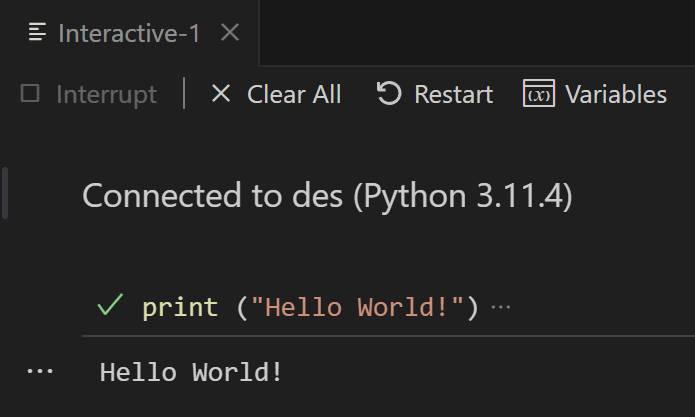 Interactive-1
Interrupt Clear All Restart (x) Variables
Connected to des (Python 3.11.4)
print ("Hello World!") ···
··· Hello World!